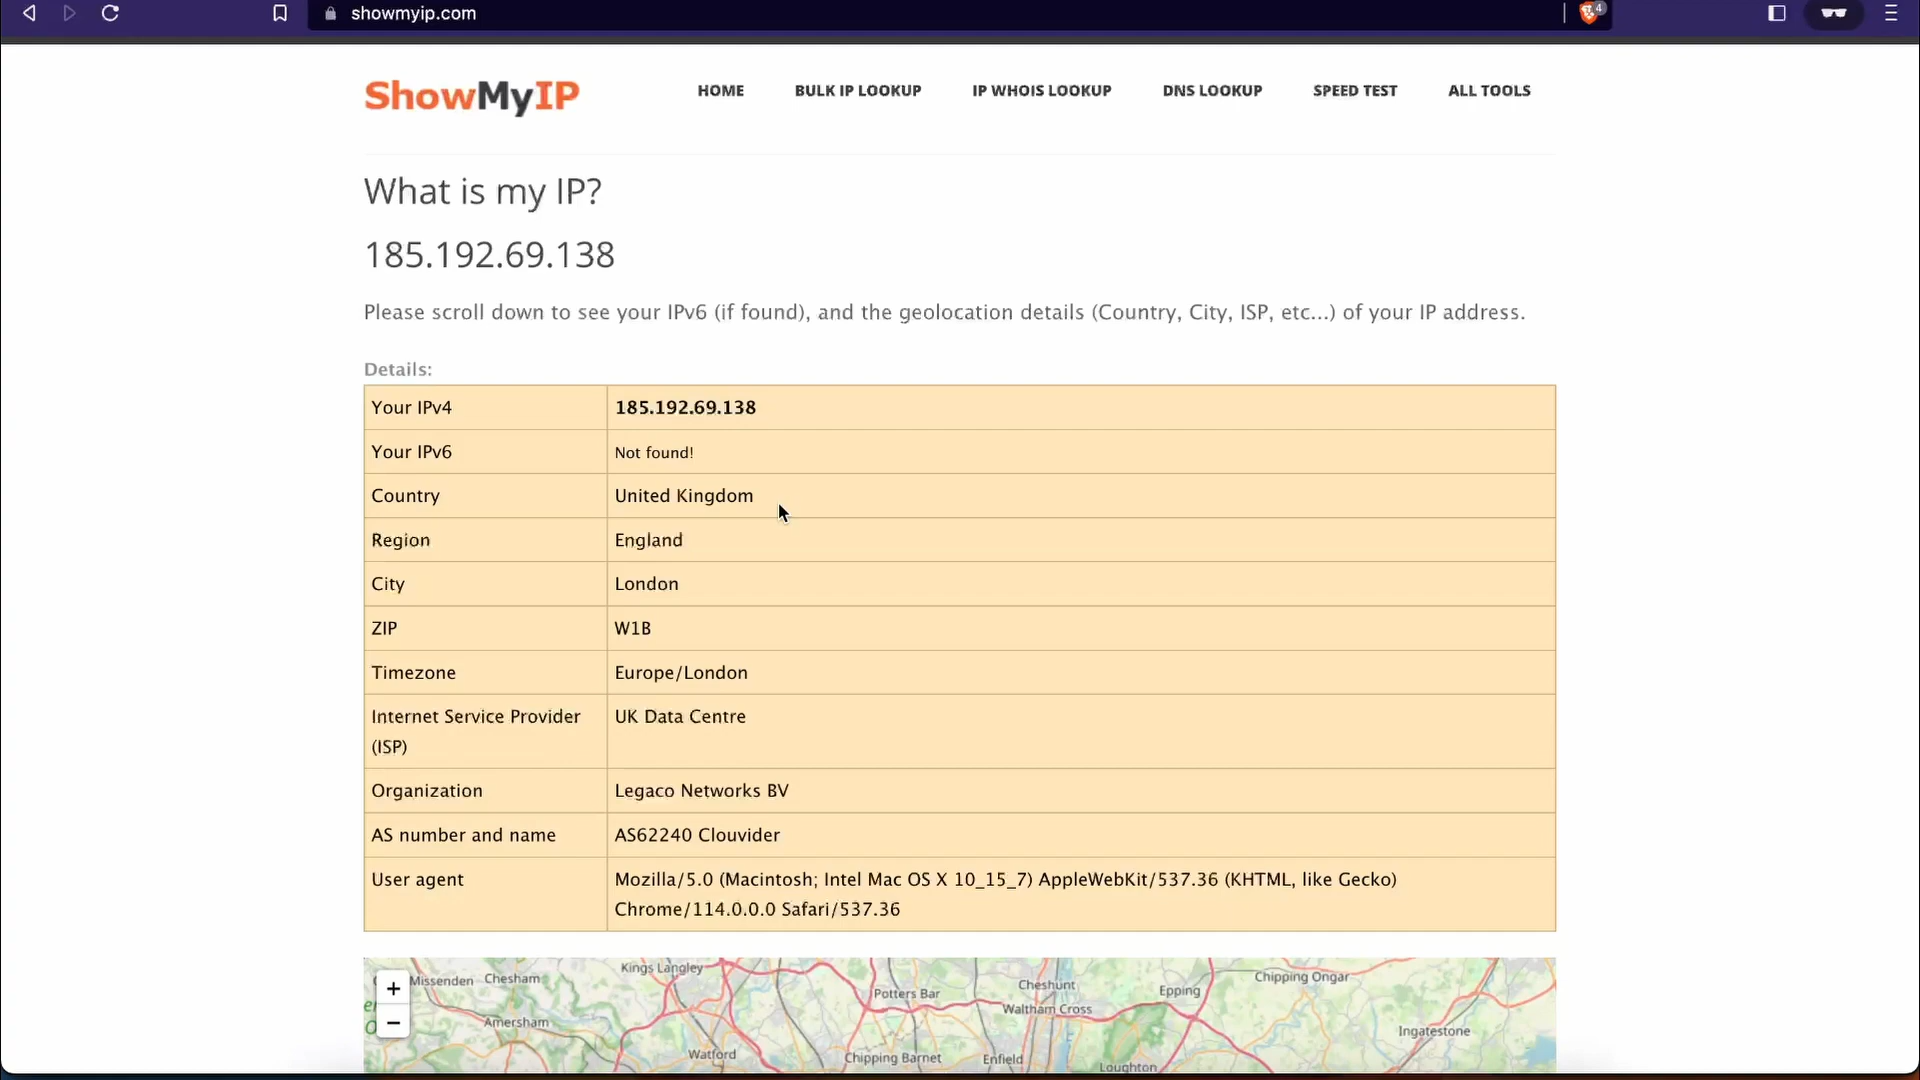 showmyip.com
4
ShowMyIP
HOME
BULK IP LOOKUP
IP WHOIS LOOKUP
DNS LOOKUP
SPEED TEST
ALL TOOLS
What is my IP?
185.192.69.138
Please scroll down to see your IPv6 (if found), and the geolocation details (Country, City, ISP, etc...) of your IP address.
Details:
Your IPv4 185.192.69.138
Your IPv6 Not found!
Country United Kingdom
Region England
City London
ZIP W1B
Timezone Europe/London
Internet Service Provider UK Data Centre
(ISP)
Organization Legaco Networks BV
AS number and name AS62240 Clouvider
User agent Mozilla/5.0 (Macintosh; Intel Mac OS X 10_15_7) AppleWebKit/537.36 (KHTML, like Gecko)
Chrome/114.0.0.0 Safari/537.36
+
−
Missenden
Chesham
Kings Langley
Potters Bar
Cheshunt
Waltham Cross
Epping
Chipping Ongar
Amersham
Watford
Chipping Barnet
Enfield
Loughton
Ingatestone